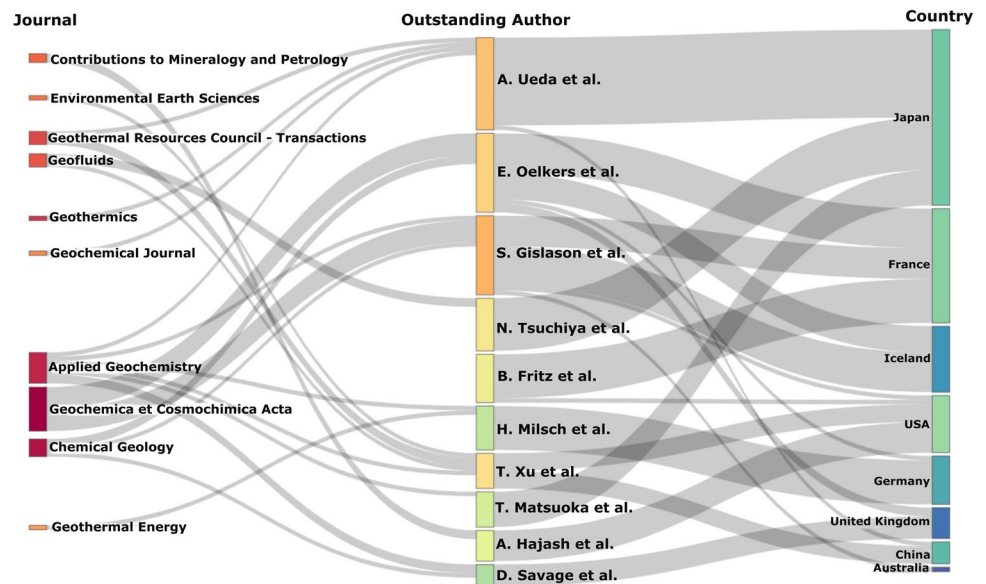 Journal
Outstanding Author
Country
Contributions to Mineralogy and Petrology
Environmental Earth Sciences
Geothermal Resources Council - Transactions
Geofluids
Geothermics
Geochemical Journal
Applied Geochemistry
Geochemica et Cosmochimica Acta
Chemical Geology
Geothermal Energy
A. Ueda et al.
E. Oelkers et al.
S. Gislason et al.
N. Tsuchiya et al.
B. Fritz et al.
H. Milsch et al.
T. Xu et al.
T. Matsuoka et al.
A. Hajash et al.
D. Savage et al.
Japan
France
Iceland
USA
Germany
United Kingdom
China
Australia